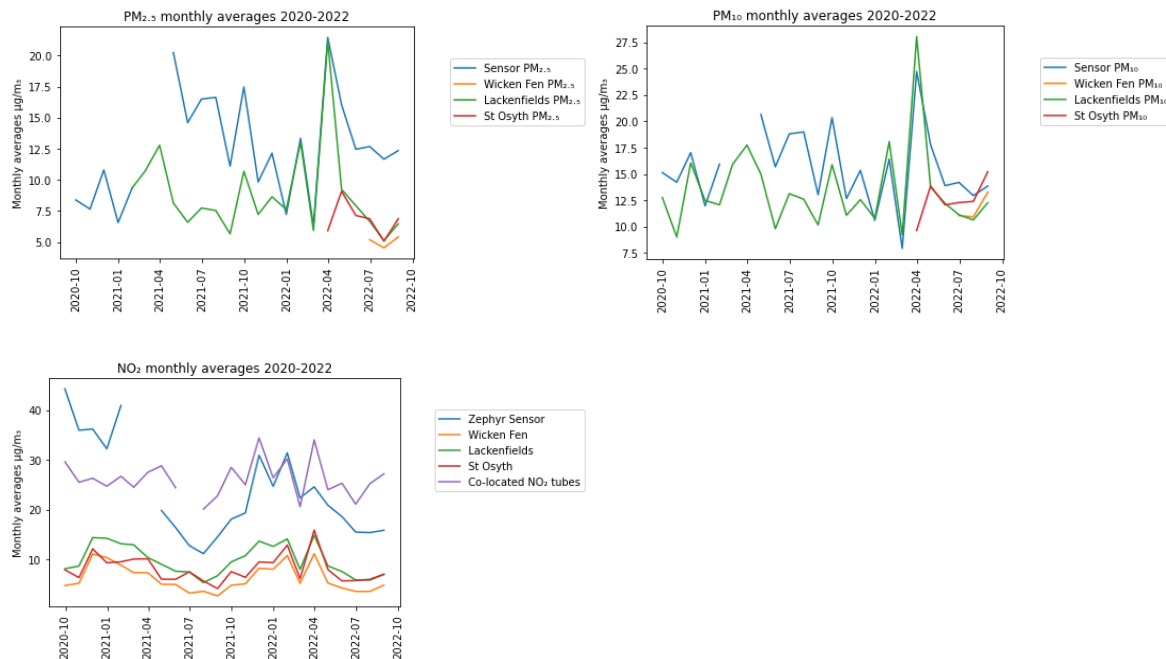 PM₂.₅ monthly averages 2020-2022
Monthly averages µg/m₃
20.0
17.5
15.0
12.5
10.0
7.5
5.0
2020-10
2021-01
2021-04
2021-07
2021-10
2022-01
2022-04
2022-07
2022-10
Sensor PM₂.₅
Wicken Fen PM₂.₅
Lackenfields PM₂.₅
St Osyth PM₂.₅
PM₁₀ monthly averages 2020-2022
Monthly averages µg/m₃
27.5
25.0
22.5
20.0
17.5
15.0
12.5
10.0
7.5
2020-10
2021-01
2021-04
2021-07
2021-10
2022-01
2022-04
2022-07
2022-10
Sensor PM₁₀
Wicken Fen PM₁₀
Lackenfields PM₁₀
St Osyth PM₁₀
NO₂ monthly averages 2020-2022
Monthly averages µg/m₃
40
30
20
10
2020-10
2021-01
2021-04
2021-07
2021-10
2022-01
2022-04
2022-07
2022-10
Zephyr Sensor
Wicken Fen
Lackenfields
St Osyth
Co-located NO₂ tubes